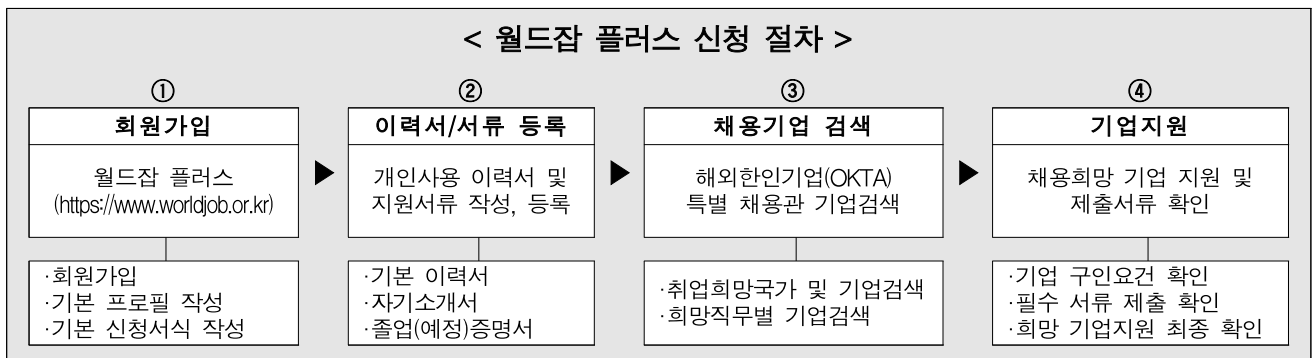 < 월드잡 플러스 신청 절차 >
①
회원가입
월드잡 플러스
(https://www.worldjob.or.kr)
·회원가입
·기본 프로필 작성
·기본 신청서식 작성
▶
②
이력서/서류 등록
개인사용 이력서 및
지원서류 작성, 등록
·기본 이력서
·자기소개서
·졸업(예정)증명서
▶
③
채용기업 검색
해외한인기업(OKTA)
특별 채용관 기업검색
·취업희망국가 및 기업검색
·희망직무별 기업검색
▶
④
기업지원
채용희망 기업 지원 및
제출서류 확인
·기업 구인요건 확인
·필수 서류 제출 확인
·희망 기업지원 최종 확인